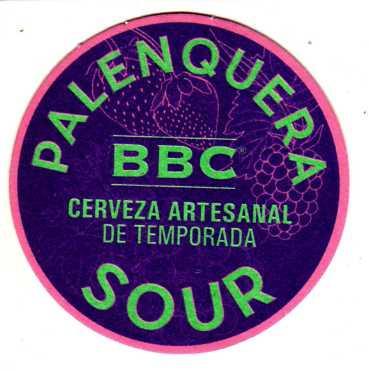 PALENQUERA
BBC®
CERVEZA ARTESANAL
DE TEMPORADA
SOUR